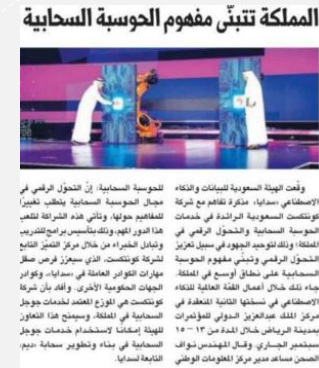 المملكة تتبنّى مفهوم الحوسبة السحابية
وقّعت الهيئة السعودية للبيانات والذكاء
الاصطناعي «سدايا»، مذكرة تفاهم مع شركة
كونتكست السعودية الرائدة في خدمات
الحوسبة السحابية والتحوّل الرقمي في
المملكة؛ وذلك لتوحيد الجهود في سبيل تعزيز
التحوّل الرقمي وتبنّي مفهوم الحوسبة
السحابية على نطاق أوسع في المملكة.
جاء ذلك خلال أعمال القمة العالمية للذكاء
الاصطناعي في نسختها الثانية المنعقدة في
مركز الملك عبدالعزيز الدولي للمؤتمرات
بمدينة الرياض خلال المدة من ١٣ – ١٥
سبتمبر الجاري. وقال المهندس نواف
الصحن مساعد مدير مركز المعلومات الوطني
للحوسبة السحابية: إنّ التحوّل الرقمي في
مجال الحوسبة السحابية يتطلب تغييرًا
للمفاهيم حولها، وتأتي هذه الشراكة لتلعب
هذا الدور المهم، وذلك بتأسيس برامج للتدريب
وتبادل الخبراء من خلال مركز التميّز التابع
لشركة كونتكست، الذي سيعزز فرص صقل
مهارات الكوادر العاملة في «سدايا»، وكوادر
الجهات الحكومية الأخرى. وأفاد بأن شركة
كونتكست هي الموزع المعتمد لخدمات جوجل
السحابية في المملكة، وسيمنح هذا التعاون
للهيئة إمكانًا لاستخدام خدمات جوجل
السحابية في بناء وتطوير سحابة «ديم»
التابعة لسدايا.